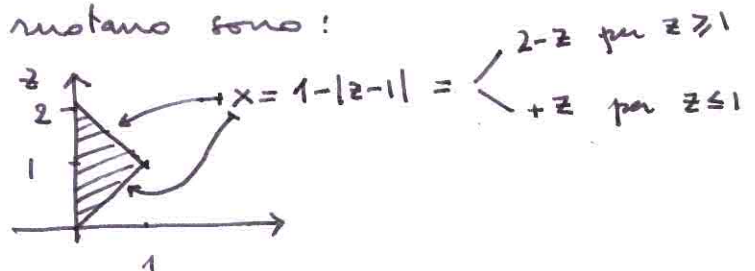 ruotano sono :
x = 1-|z-1| = 2-z per z ≥ 1
+z per z ≤ 1
z
2
1
1